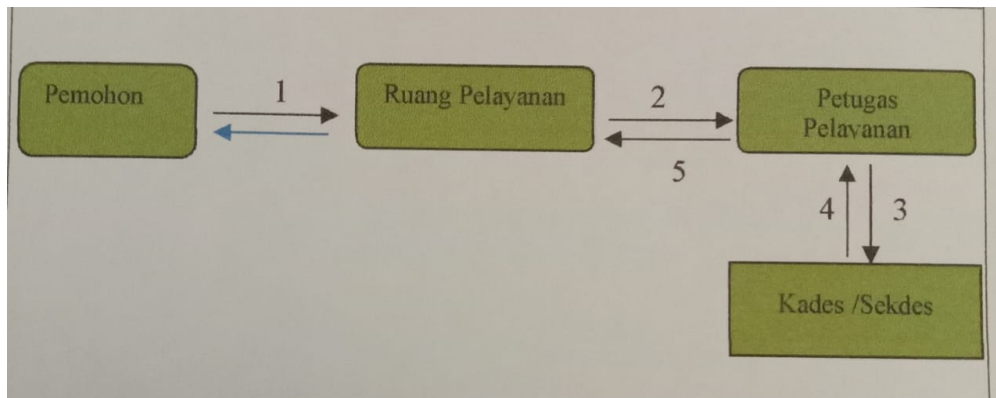 Pemohon
1
Ruang Pelayanan
2
5
Petugas
Pelayanan
4
3
Kades /Sekdes